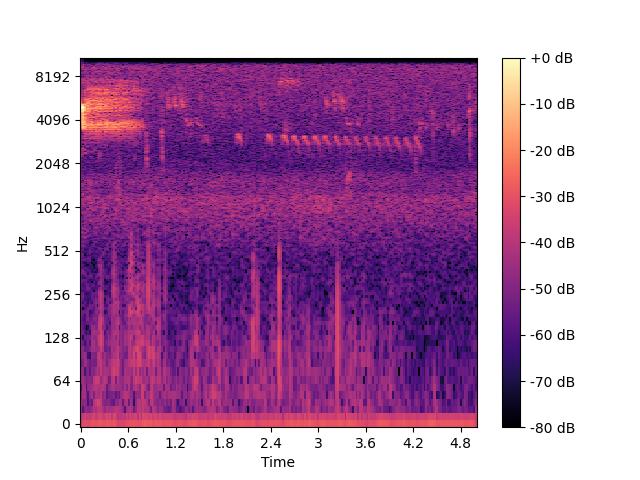 8192
4096
2048
1024
512
256
128
64
0
Hz
0 0.6 1.2 1.8 2.4 3 3.6 4.2 4.8
Time
+0 dB
-10 dB
-20 dB
-30 dB
-40 dB
-50 dB
-60 dB
-70 dB
-80 dB